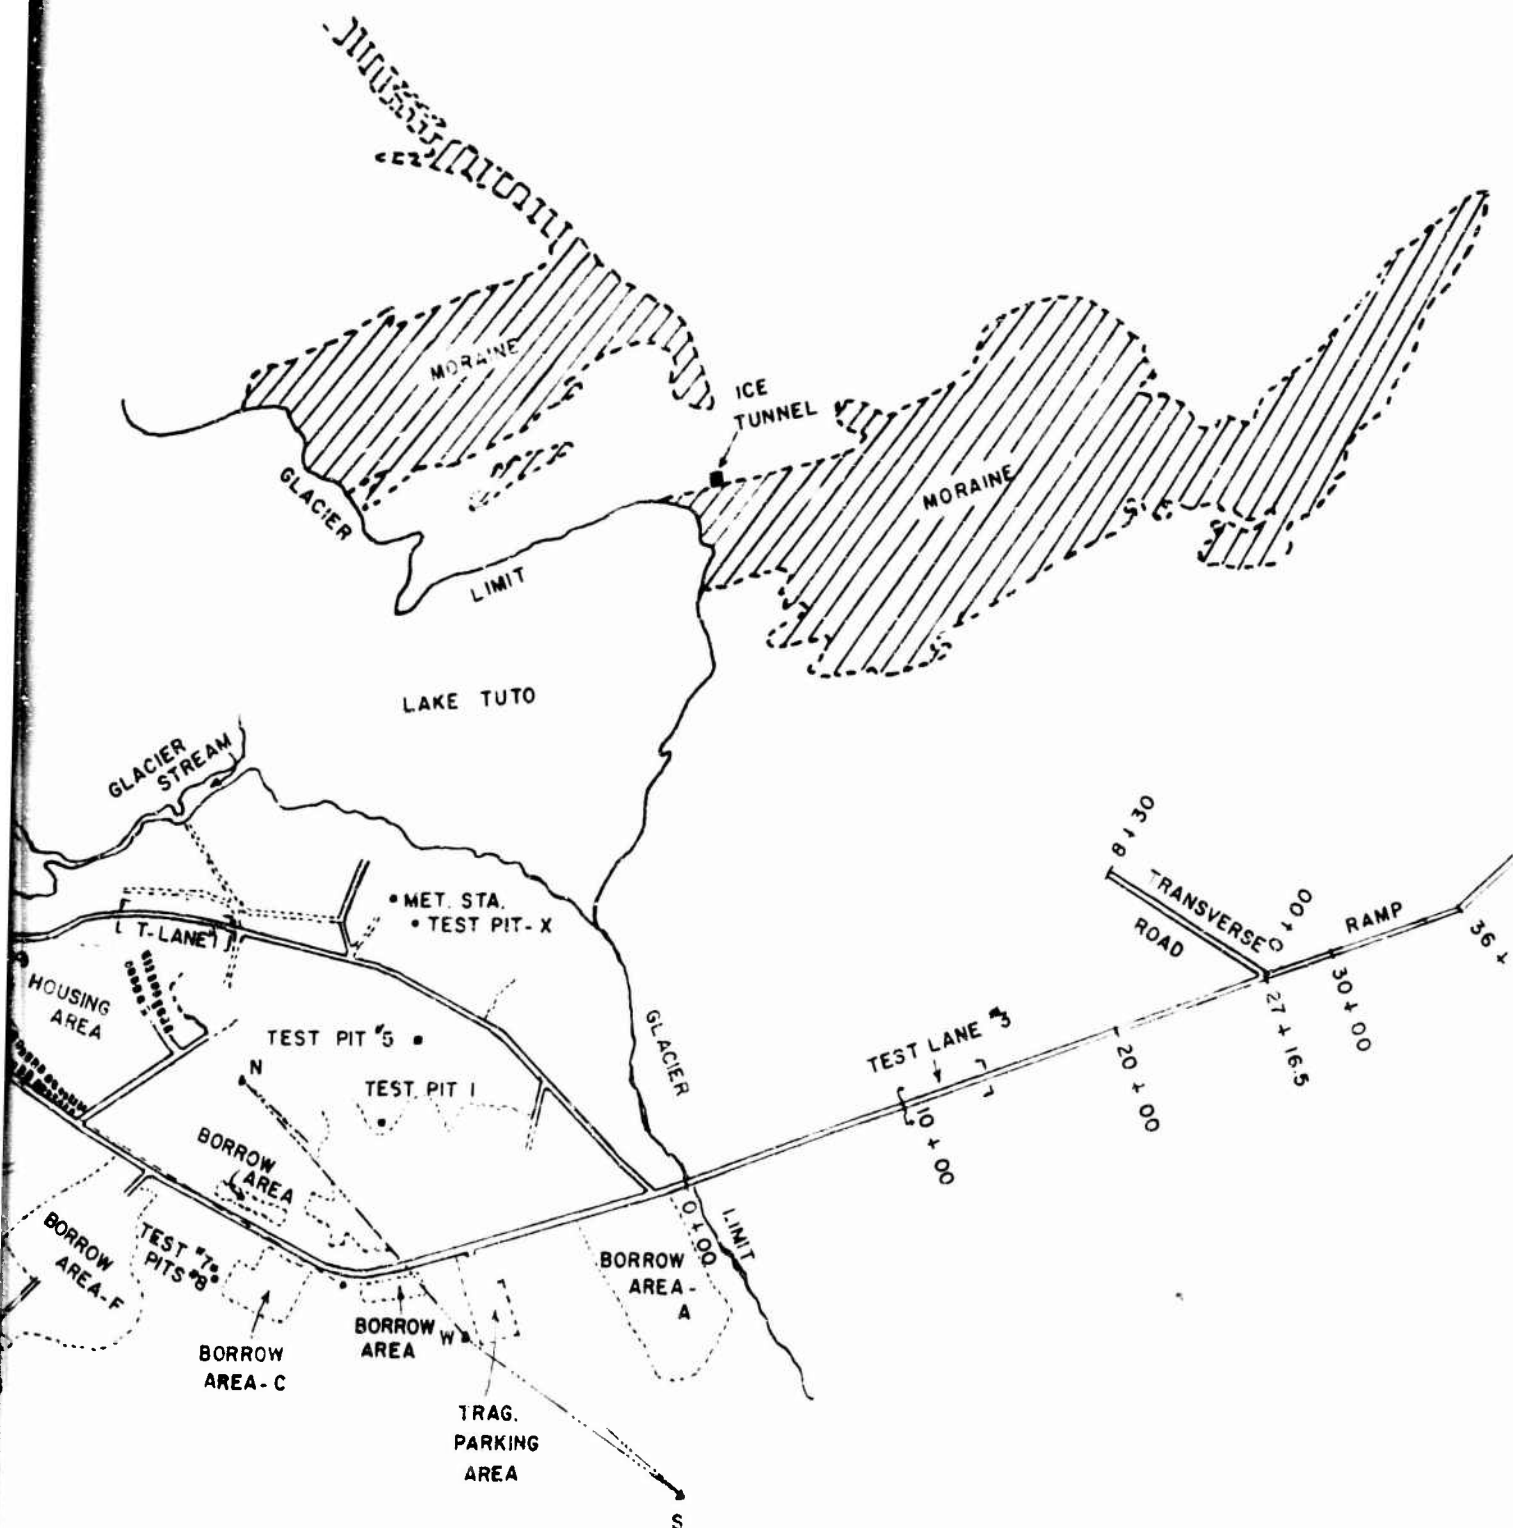 MORAINE
ICE
TUNNEL
MORAINE
GLACIER
LIMIT
LAKE TUTO
GLACIER
STREAM
MET. STA.
TEST PIT-X
T-LANE 1
HOUSING
AREA
TEST PIT #5
N
TEST PIT 1
GLACIER
LIMIT
8 + 30
TRANSVERSE
ROAD
0 + 00
RAMP
36 +
30 + 00
27 + 16.5
TEST LANE #3
20 + 00
10 + 00
0 + 00
BORROW
AREA
BORROW
AREA-F
TEST #7
PITS #8
BORROW
AREA-C
BORROW
AREA
W
BORROW
AREA-
A
TRAG.
PARKING
AREA
S